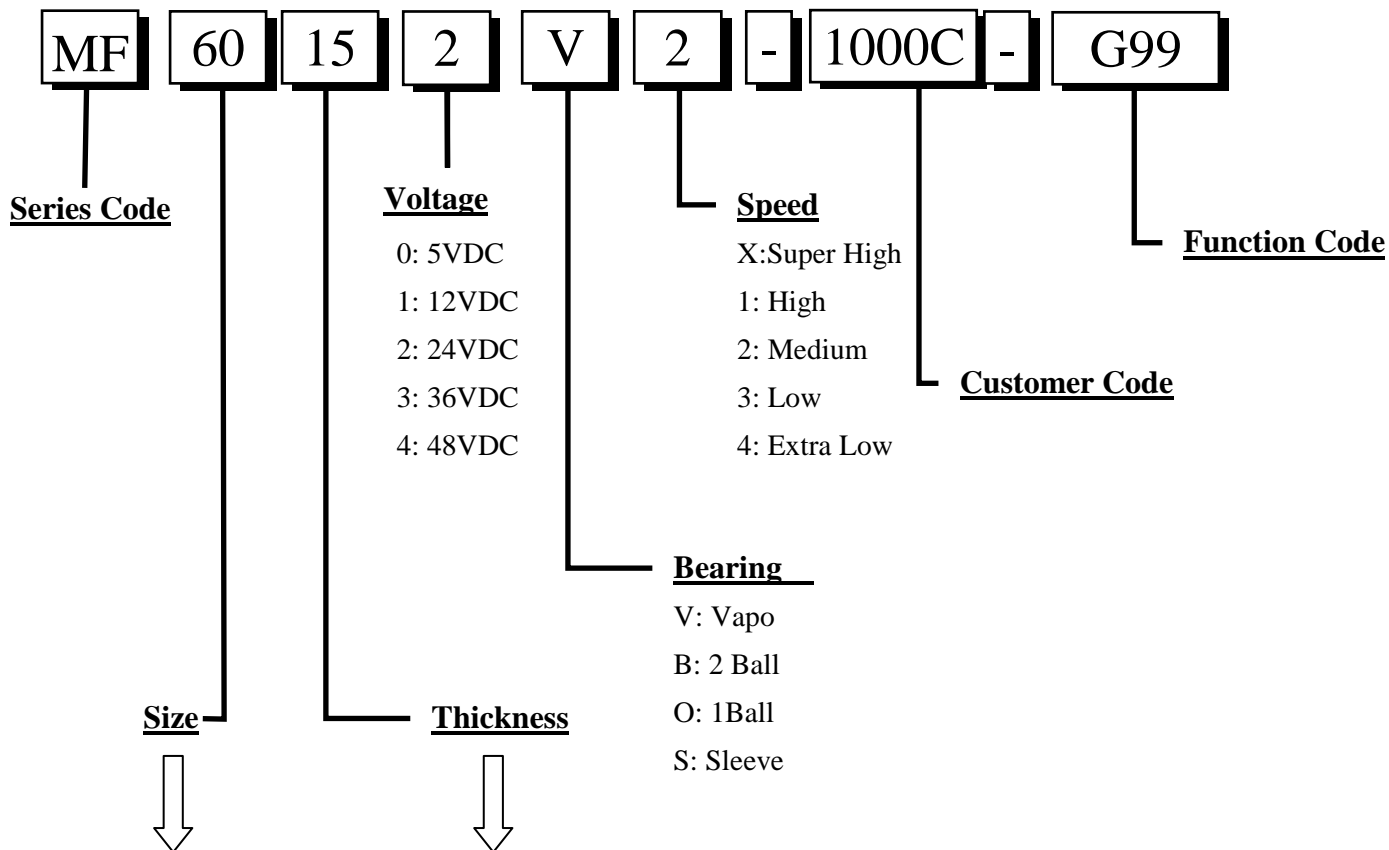 MF 60 15 2 V 2 - 1000C - G99
Series Code
Voltage
0: 5VDC
1: 12VDC
2: 24VDC
3: 36VDC
4: 48VDC
Speed
X:Super High
1: High
2: Medium
3: Low
4: Extra Low
Function Code
Customer Code
Bearing
V: Vapo
B: 2 Ball
O: 1Ball
S: Sleeve
Size
Thickness